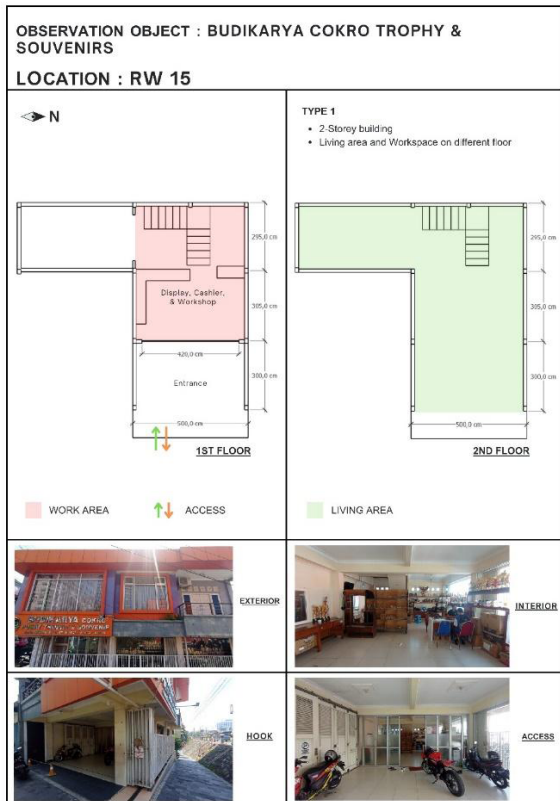 OBSERVATION OBJECT : BUDIKARYA COKRO TROPHY &
SOUVENIRS
LOCATION : RW 15
N
295,0 cm
Display, Cashier,
& Workshop
305,0 cm
420,0 cm
Entrance
300,0 cm
500,0 cm
1ST FLOOR
WORK AREA
ACCESS
TYPE 1
• 2-Storey building
• Living area and Workspace on different floor
295,0 cm
305,0 cm
300,0 cm
500,0 cm
2ND FLOOR
LIVING AREA
EXTERIOR
BUDIKARYA COKRO
INTERIOR
HOOK
ACCESS